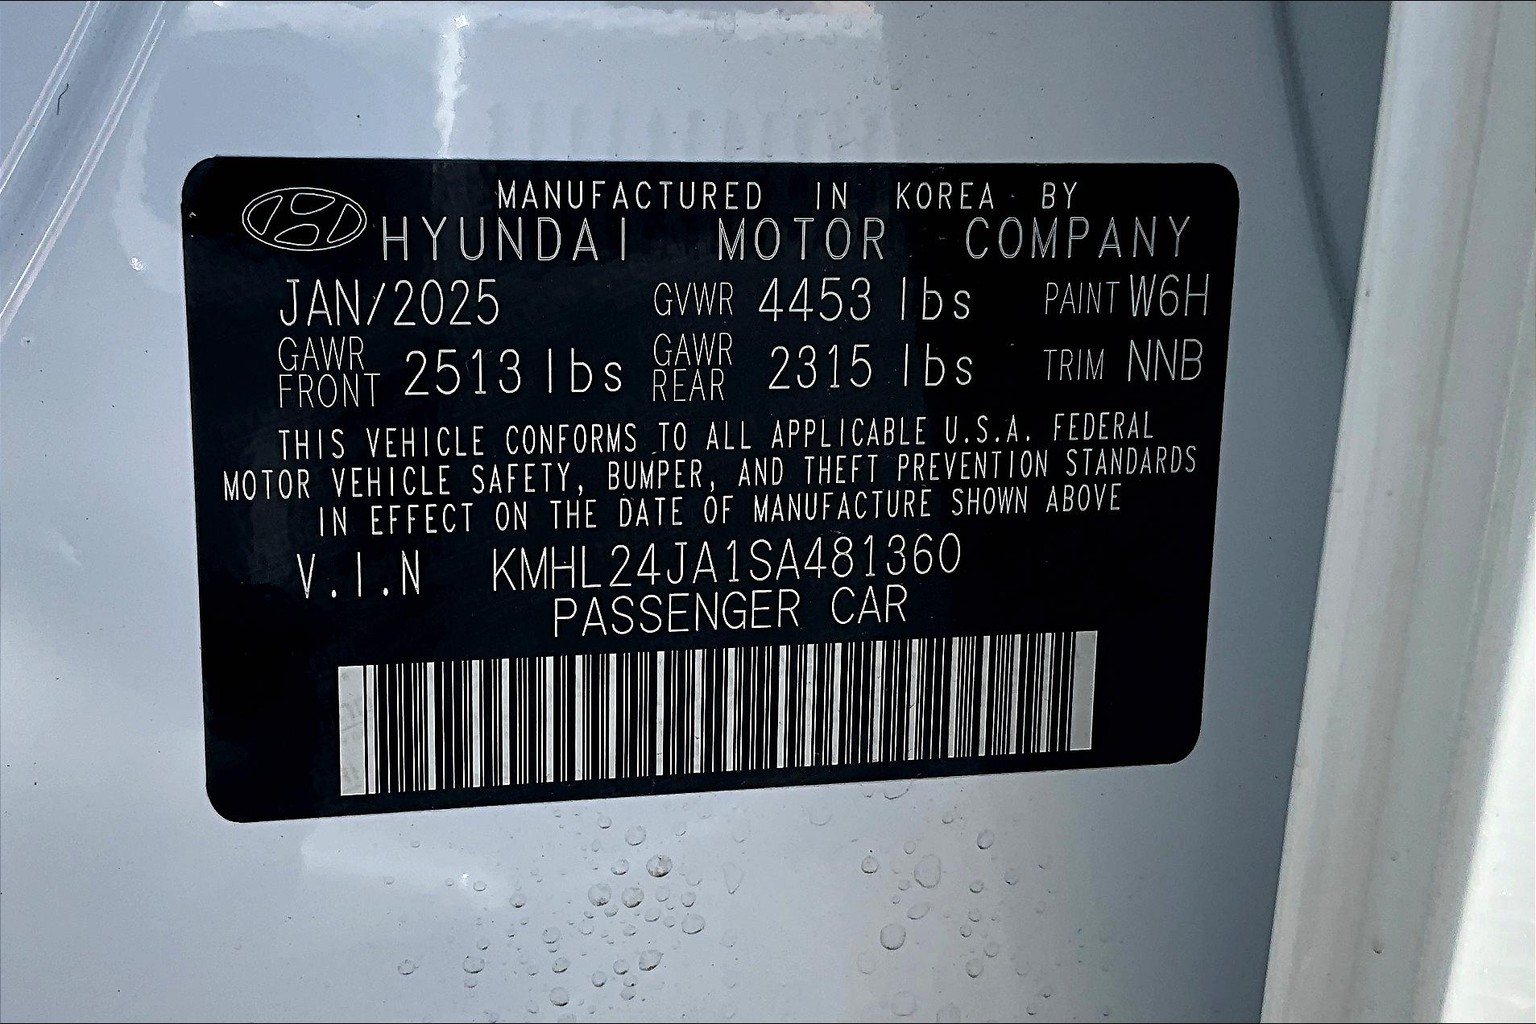 MANUFACTURED IN KOREA BY
HYUNDAI MOTOR COMPANY
JAN/2025 GVWR 4453 lbs PAINT W6H
GAWR FRONT 2513 lbs GAWR REAR 2315 lbs TRIM NNB
THIS VEHICLE CONFORMS TO ALL APPLICABLE U.S.A. FEDERAL
MOTOR VEHICLE SAFETY, BUMPER, AND THEFT PREVENTION STANDARDS
IN EFFECT ON THE DATE OF MANUFACTURE SHOWN ABOVE
V.I.N KMHL24JA1SA481360
PASSENGER CAR